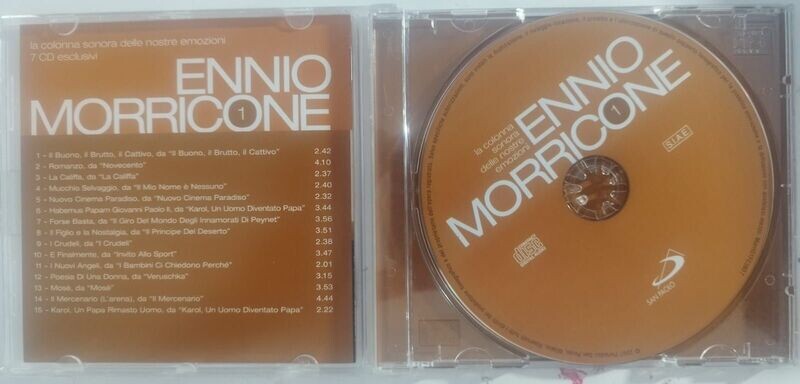 la colonna sonora delle nostre emozioni
7 CD esclusivi
ENNIO
MORRICONE
1
1 - Il Buono, il Brutto, il Cattivo, da "Il Buono, il Brutto, il Cattivo" 2.42
2 - Romanzo, da "Novecento" 4.10
3 - La Califfa, da "La Califfa" 2.37
4 - Mucchio Selvaggio, da "Il Mio Nome è Nessuno" 2.40
5 - Nuovo Cinema Paradiso, da "Nuovo Cinema Paradiso" 2.32
6 - Habemus Papam Giovanni Paolo II, da "Karol, Un Uomo Diventato Papa" 3.44
7 - Forse Basta, da "Il Giro Del Mondo Degli Innamorati Di Peynet" 3.56
8 - Il Figlio e la Nostalgia, da "Il Principe Del Deserto" 3.51
9 - I Crudeli, da "I Crudeli" 2.38
10 - E Finalmente, da "Invito Allo Sport" 3.47
11 - I Nuovi Angeli, da "I Bambini Ci Chiedono Perchè" 2.01
12 - Poesia Di Una Donna, da "Veruschka" 3.15
13 - Mosè, da "Mosè" 3.53
14 - Il Mercenario (L'arena), da "Il Mercenario" 4.44
15 - Karol, Un Papa Rimasto Uomo, da "Karol, Un Uomo Diventato Papa" 2.22
la colonna
sonora
delle nostre
emozioni
ENNIO
MORRICONE
1
S.I.A.E.
COMPACT
disc
DIGITAL AUDIO
SAN PAOLO